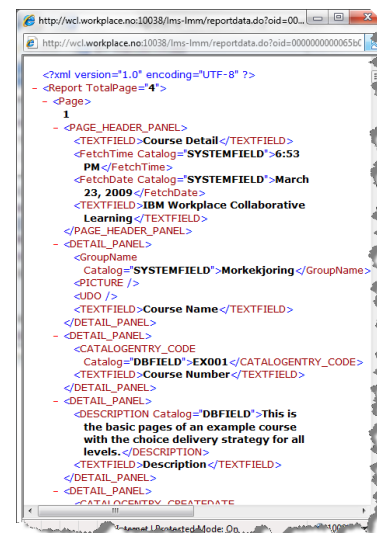 http://wcl.workplace.no:10038/lms-lmm/reportdata.do?oid=00...
http://wcl.workplace.no:10038/lms-lmm/reportdata.do?oid=0000000000065b0
<?xml version="1.0" encoding="UTF-8" ?>
- <Report TotalPage="4">
- <Page>
1
- <PAGE_HEADER_PANEL>
<TEXTFIELD>Course Detail</TEXTFIELD>
<FetchTime Catalog="SYSTEMFIELD">6:53
PM</FetchTime>
<FetchDate Catalog="SYSTEMFIELD">March
23, 2009</FetchDate>
<TEXTFIELD>IBM Workplace Collaborative
Learning</TEXTFIELD>
</PAGE_HEADER_PANEL>
- <DETAIL_PANEL>
<GroupName
Catalog="SYSTEMFIELD">Morkekjoring</GroupName>
<PICTURE />
<UDO />
<TEXTFIELD>Course Name</TEXTFIELD>
</DETAIL_PANEL>
- <DETAIL_PANEL>
<CATALOGENTRY_CODE
Catalog="DBFIELD">EX001</CATALOGENTRY_CODE>
<TEXTFIELD>Course Number</TEXTFIELD>
</DETAIL_PANEL>
- <DETAIL_PANEL>
<DESCRIPTION Catalog="DBFIELD">This is
the basic pages of an example course
with the choice delivery strategy for all
levels.</DESCRIPTION>
<TEXTFIELD>Description</TEXTFIELD>
</DETAIL_PANEL>
- <DETAIL_PANEL>
<CATALOGENTRY_CREATEDATE
Internet | Protected Mode: On